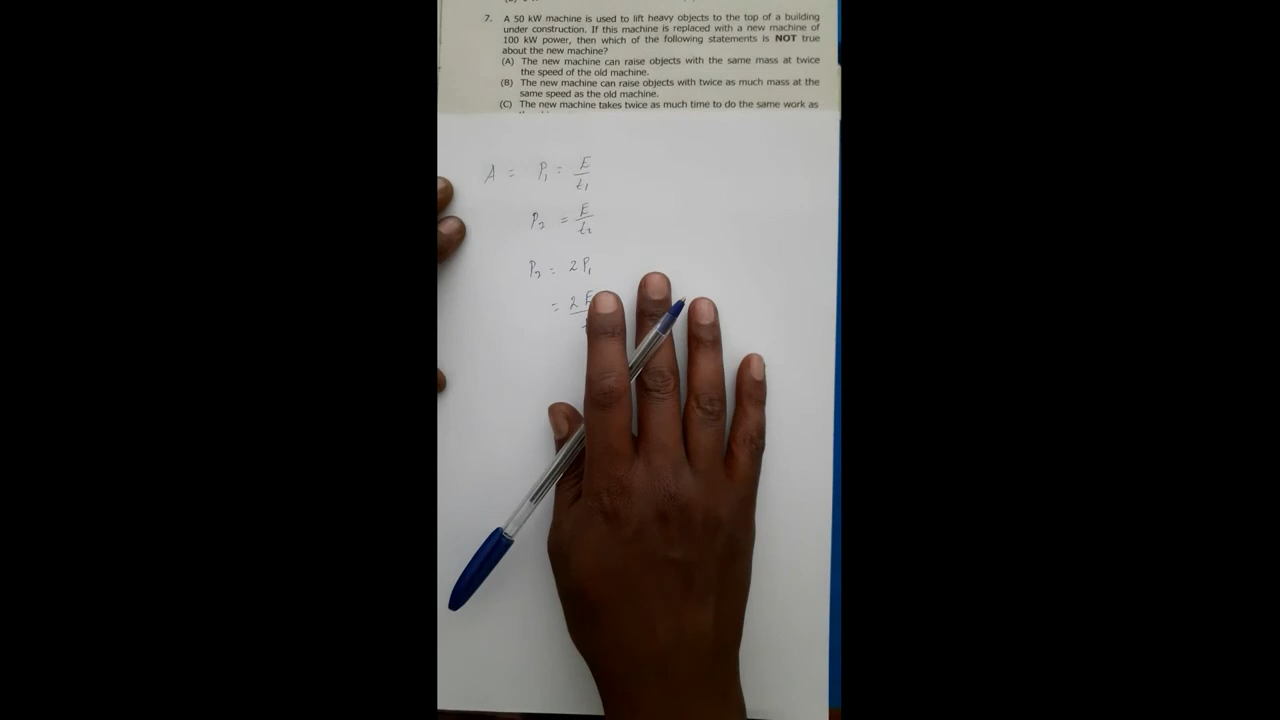 7. A 50 kW machine is used to lift heavy objects to the top of a building
under construction. If this machine is replaced with a new machine of
100 kW power, then which of the following statements is NOT true
about the new machine?
(A) The new machine can raise objects with the same mass at twice
the speed of the old machine.
(B) The new machine can raise objects with twice as much mass at the
same speed as the old machine.
(C) The new machine takes twice as much time to do the same work as
A = P₁ = E
t₁
P₂ = E
t₂
P₂ = 2P₁
= 2E